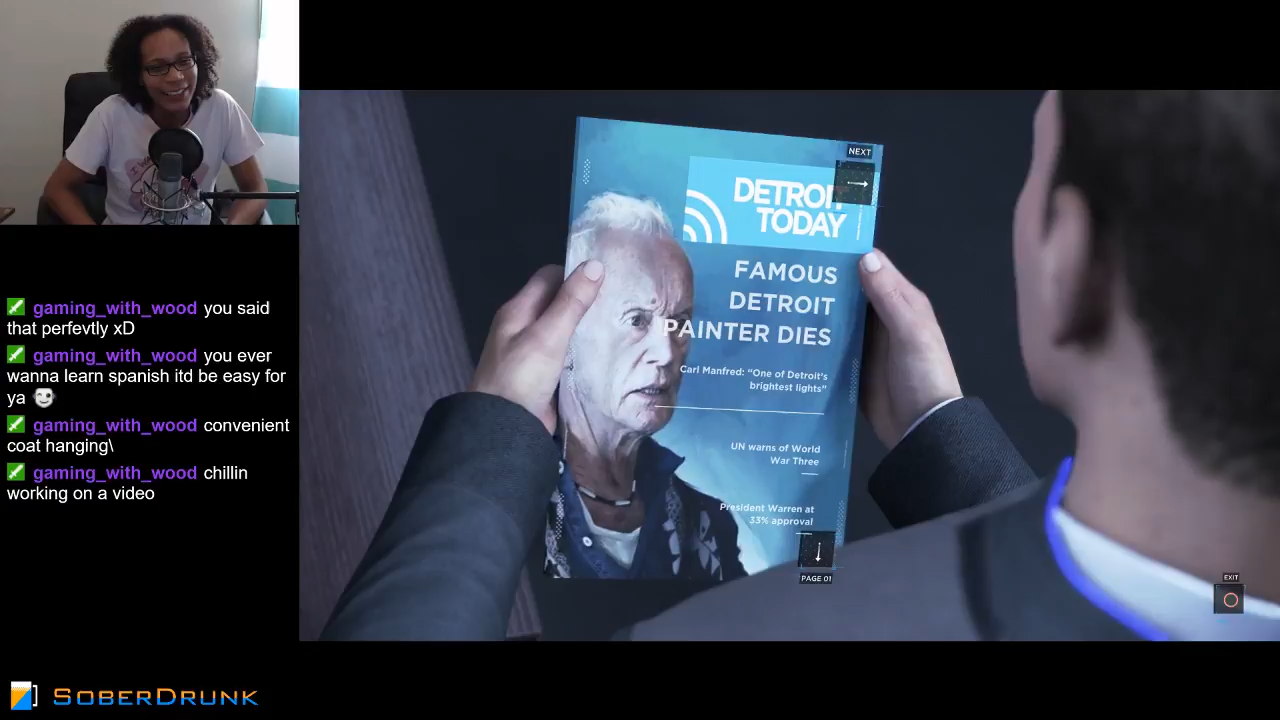 gaming_with_wood you said
that perfevtly xD
gaming_with_wood you ever
wanna learn spanish itd be easy for
ya
gaming_with_wood convenient
coat hanging\
gaming_with_wood chillin
working on a video
SOBERDRUNK
NEXT
DETROIT
TODAY
FAMOUS
DETROIT
PAINTER DIES
Carl Manfred: “One of Detroit's
brightest lights”
UN warns of World
War Three
President Warren at
33% approval
PAGE 01
EXIT